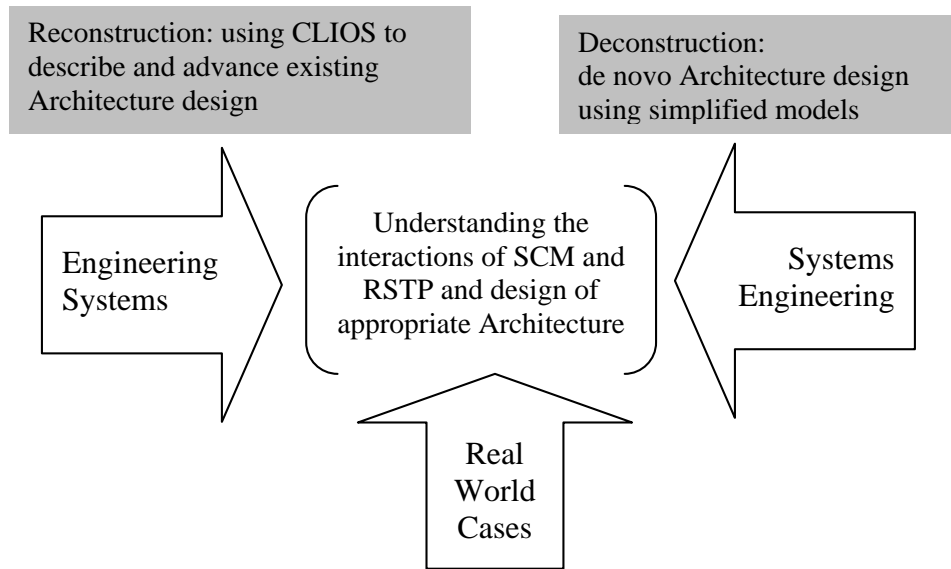 Reconstruction: using CLIOS to
describe and advance existing
Architecture design
Deconstruction:
de novo Architecture design
using simplified models
Engineering
Systems
Understanding the
interactions of SCM and
RSTP and design of
appropriate Architecture
Systems
Engineering
Real
World
Cases